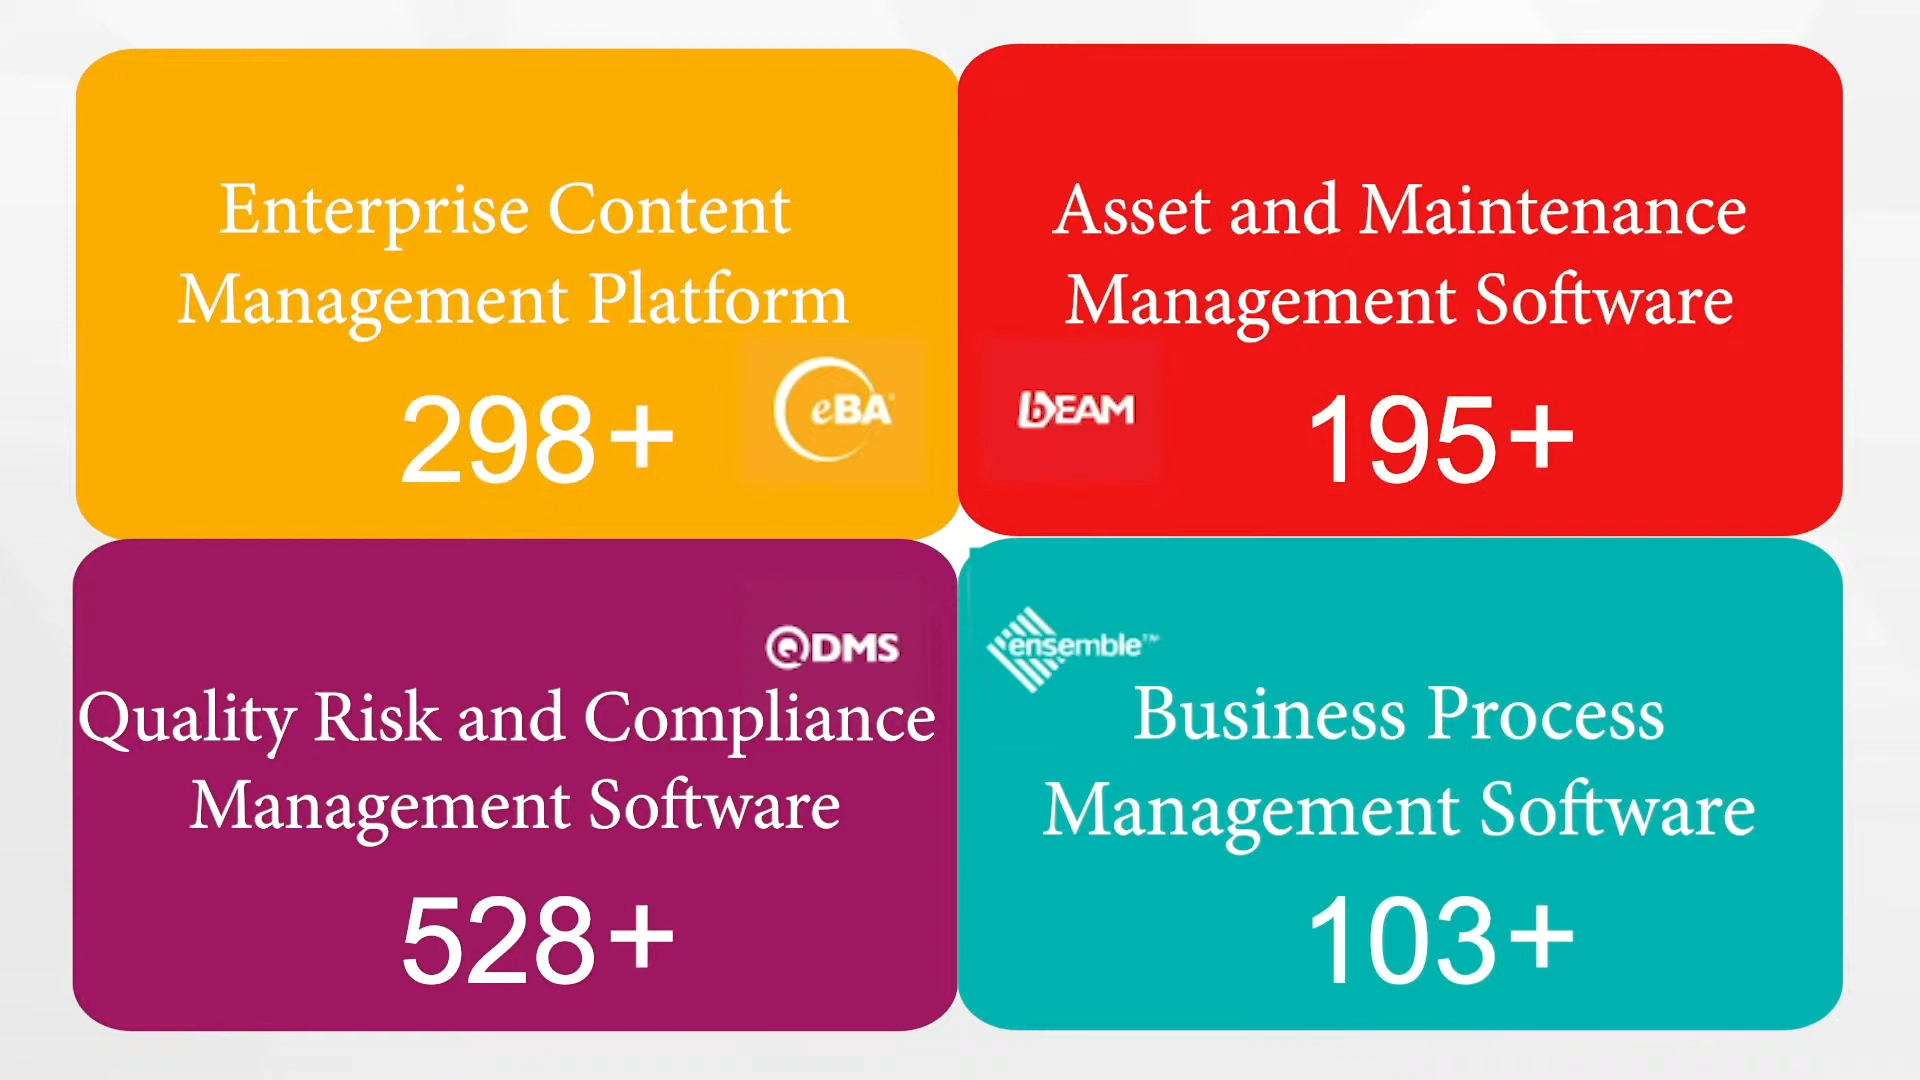 Enterprise Content
Management Platform
298+
eBA®
Asset and Maintenance
Management Software
bEAM
195+
QDMS
Quality Risk and Compliance
Management Software
528+
ensemble™
Business Process
Management Software
103+